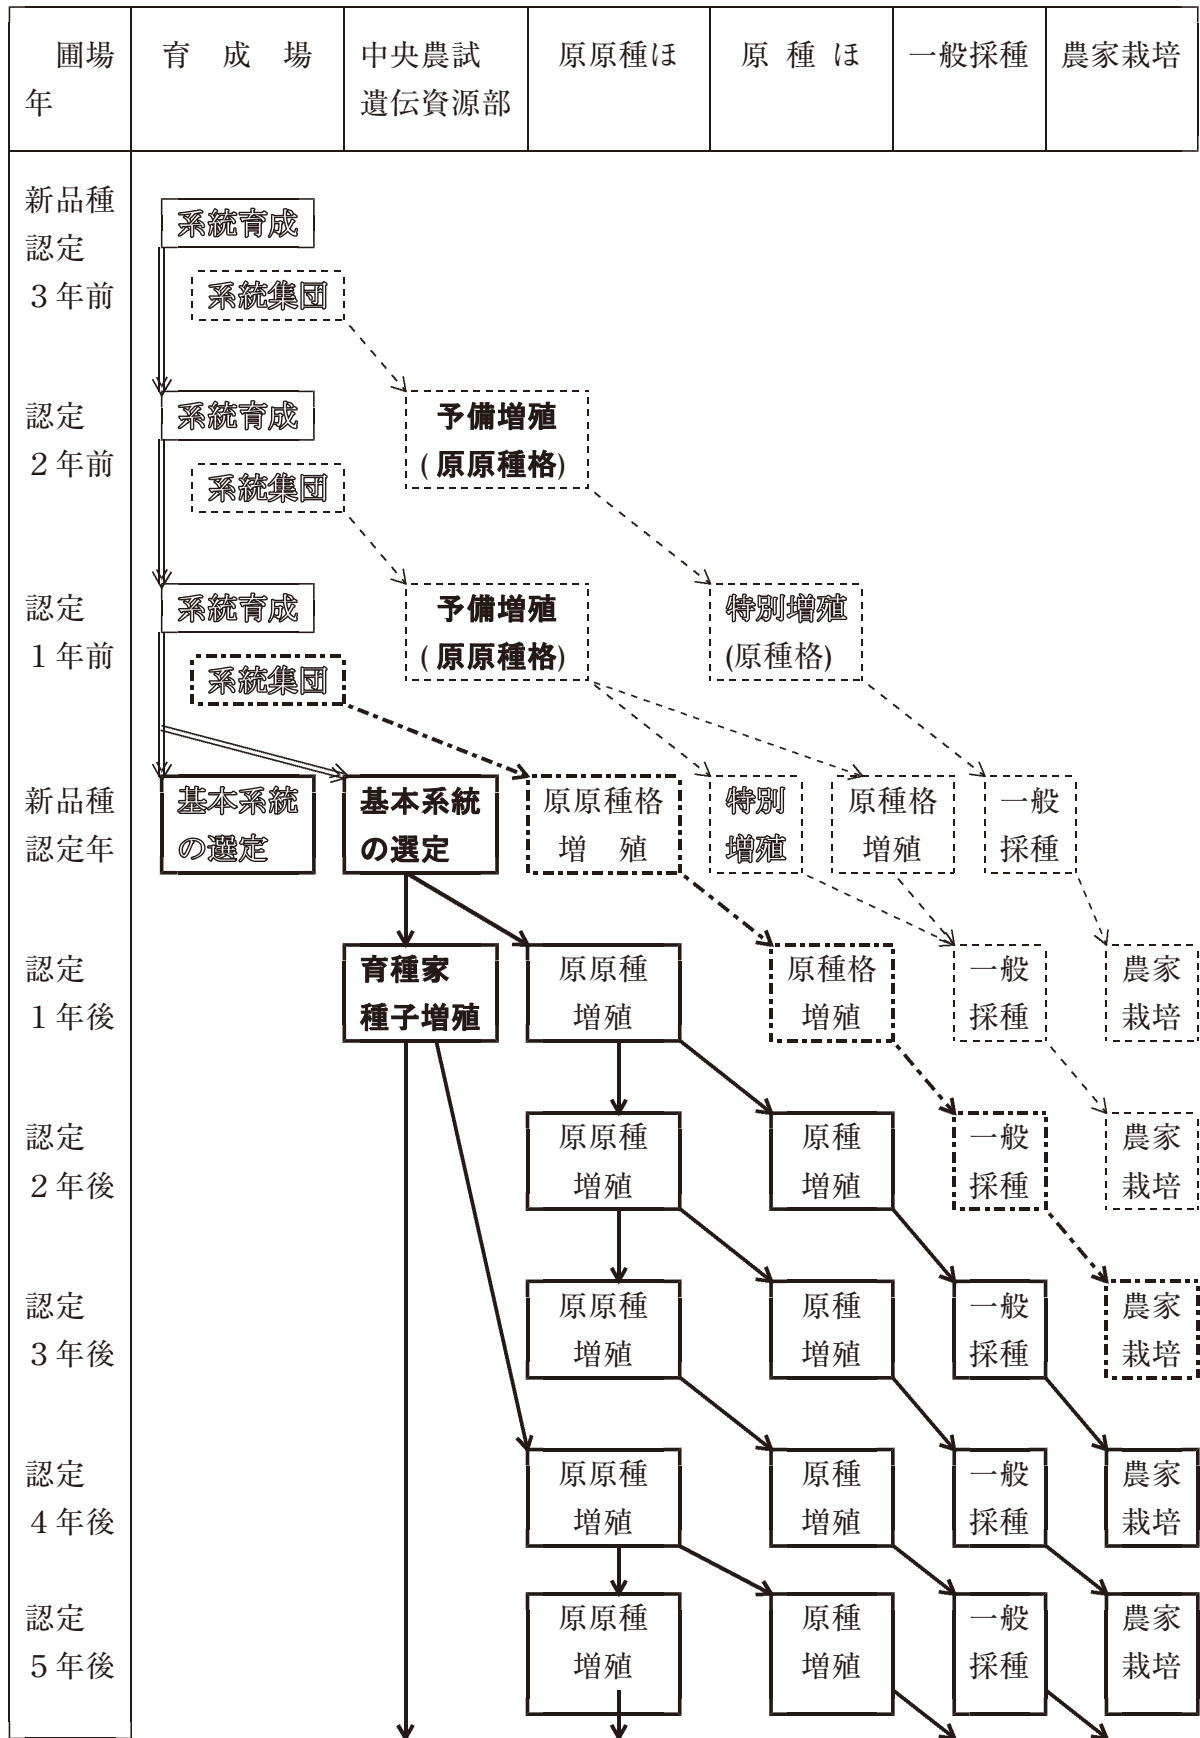 圃場
年
育 成 場
中央農試
遺伝資源部
原原種ほ
原 種 ほ
一般採種
農家栽培
新品種
認定
３年前
系統育成
系統集団
認定
２年前
系統育成
系統集団
予備増殖
(原原種格)
認定
１年前
系統育成
系統集団
予備増殖
(原原種格)
特別増殖
(原種格)
新品種
認定年
基本系統
の選定
基本系統
の選定
原原種格
増 殖
特別
増殖
原種格
増殖
一般
採種
認定
１年後
育種家
種子増殖
原原種
増殖
原種格
増殖
一般
採種
農家
栽培
認定
２年後
原原種
増殖
原種
増殖
一般
採種
農家
栽培
認定
３年後
原原種
増殖
原種
増殖
一般
採種
農家
栽培
認定
４年後
原原種
増殖
原種
増殖
一般
採種
農家
栽培
認定
５年後
原原種
増殖
原種
増殖
一般
採種
農家
栽培